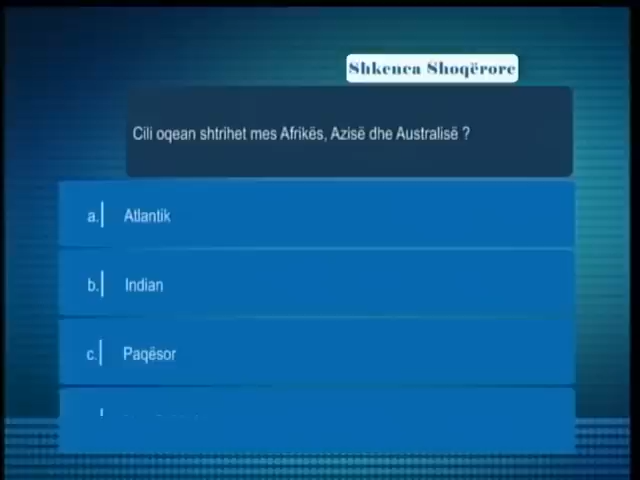 Shkenca Shoqërore
Cili oqean shtrihet mes Afrikës, Azisë dhe Australisë ?
a. Atlantik
b. Indian
c. Paqësor